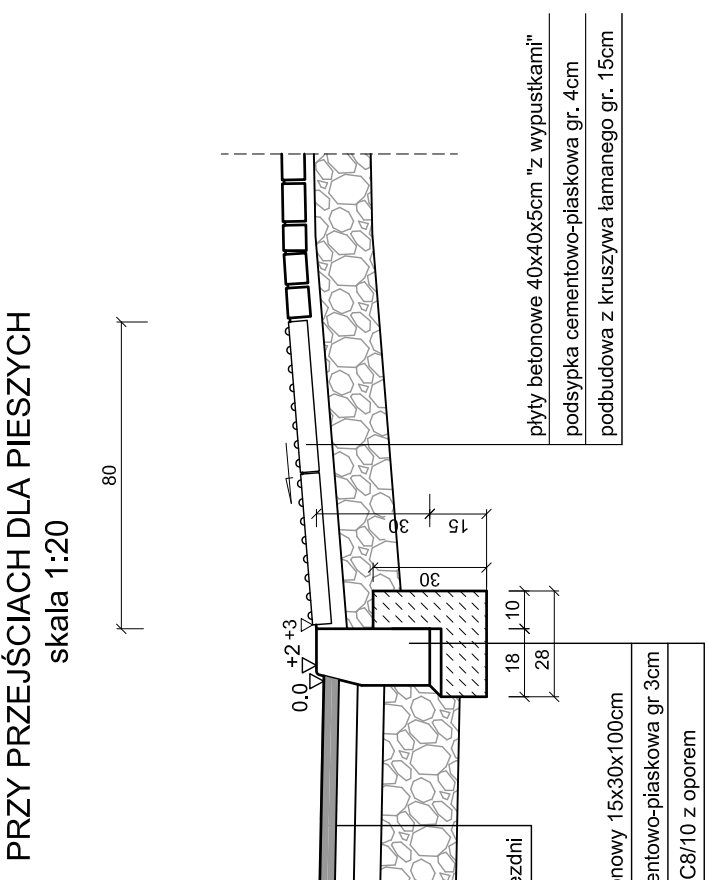 PRZY PRZEJŚCIACH DLA PIESZYCH
skala 1:20
80
0.0
+2
+3
30
15
30
10
18
28
płyty betonowe 40x40x5cm "z wypustkami"
podsypka cementowo-piaskowa gr. 4cm
podbudowa z kruszywa łamanego gr. 15cm
ezdni
nowy 15x30x100cm
entowo-piaskowa gr 3cm
C8/10 z oporem